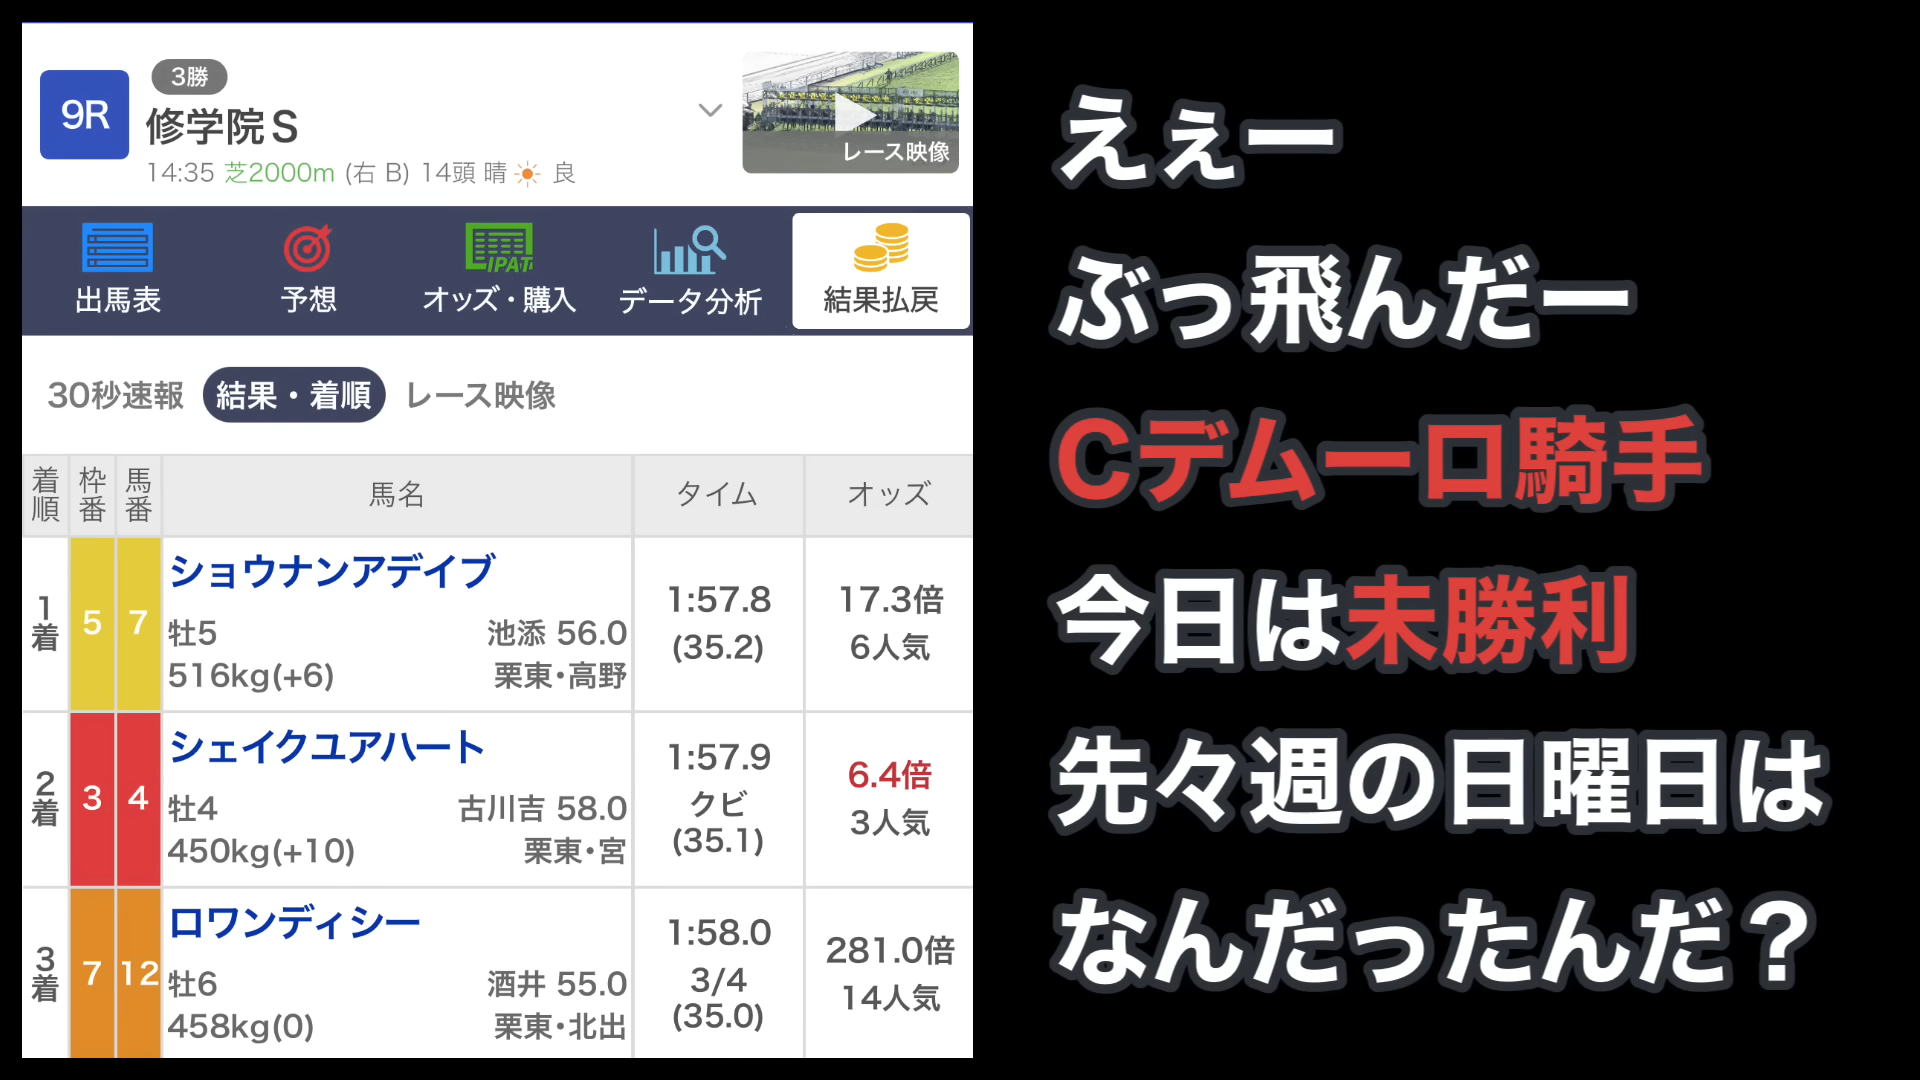 9R
3勝
修学院S
14:35 芝2000m (右 B) 14頭 晴 良
レース映像
出馬表
予想
IPAT
オッズ・購入
データ分析
結果払戻
30秒速報 結果・着順 レース映像
着順 枠番 馬番 馬名 タイム オッズ
1着 5 7
ショウナンアデイブ
牡5 池添 56.0
516kg(+6) 栗東・高野
1:57.8
(35.2)
17.3倍
6人気
2着 3 4
シェイクユアハート
牡4 古川吉 58.0
450kg(+10) 栗東・宮
1:57.9
クビ
(35.1)
6.4倍
3人気
3着 7 12
ロワンディシー
牡6 酒井 55.0
458kg(0) 栗東・北出
1:58.0
3/4
(35.0)
281.0倍
14人気
えぇー
ぶっ飛んだー
Cデムーロ騎手
今日は未勝利
先々週の日曜日は
なんだったんだ？